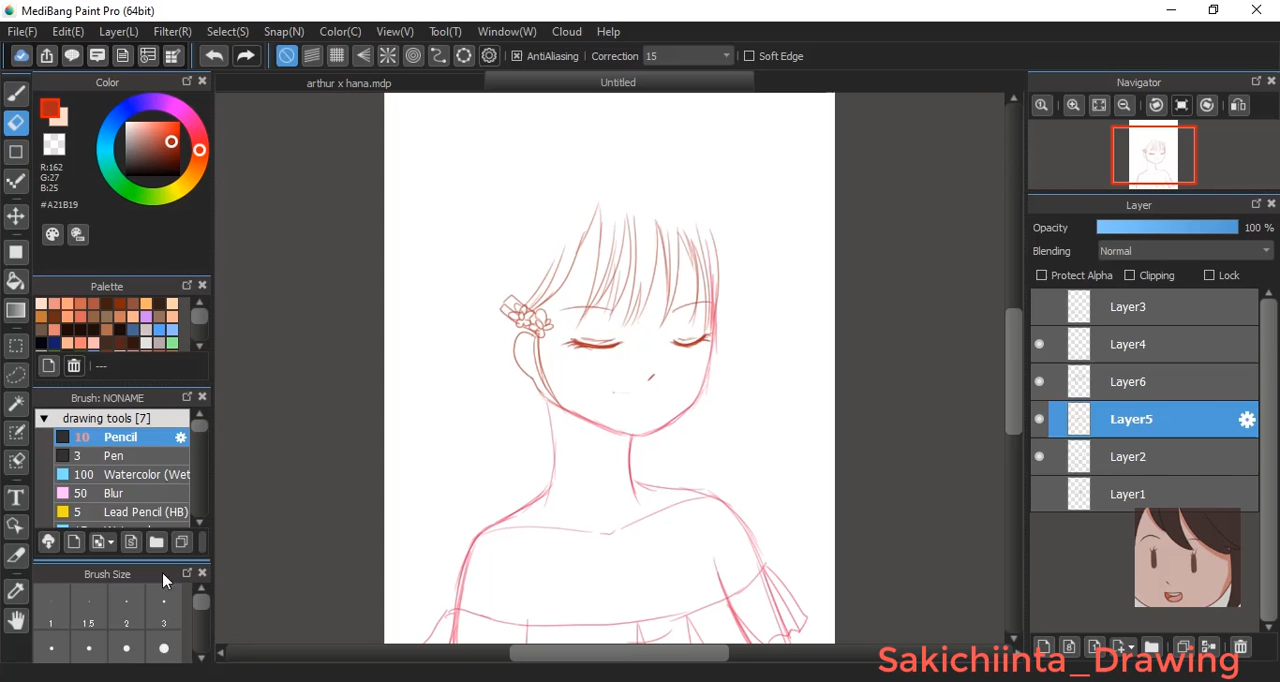 MediBang Paint Pro (64bit)
File(F) Edit(E) Layer(L) Filter(R) Select(S) Snap(N) Color(C) View(V) Tool(T) Window(W) Cloud Help
AntiAliasing Correction 15 Soft Edge
Color
arthur x hana.mdp
Untitled
Navigator
R:162
G:27
B:25
#A21B19
Layer
Opacity 100 %
Blending Normal
Protect Alpha Clipping Lock
Palette
Layer3
Layer4
Layer6
Layer5
Layer2
Layer1
---
Brush: NONAME
drawing tools [7]
10 Pencil
3 Pen
100 Watercolor (Wet
50 Blur
5 Lead Pencil (HB)
Brush Size
1 1.5 2 3
Sakichiinta_Drawing